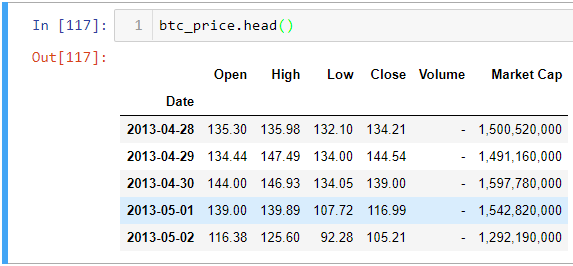 In [117]: 1 btc_price.head()
Out[117]:
Open High Low Close Volume Market Cap
Date
2013-04-28 135.30 135.98 132.10 134.21 - 1,500,520,000
2013-04-29 134.44 147.49 134.00 144.54 - 1,491,160,000
2013-04-30 144.00 146.93 134.05 139.00 - 1,597,780,000
2013-05-01 139.00 139.89 107.72 116.99 - 1,542,820,000
2013-05-02 116.38 125.60 92.28 105.21 - 1,292,190,000